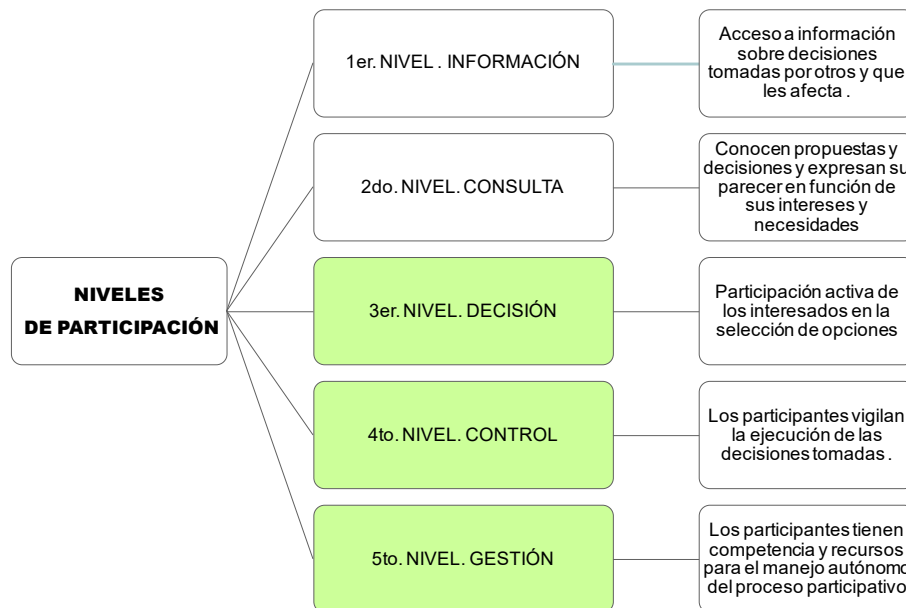 NIVELES
DE PARTICIPACIÓN
1er. NIVEL . INFORMACIÓN
Acceso a información
sobre decisiones
tomadas por otros y que
les afecta .
2do. NIVEL. CONSULTA
Conocen propuestas y
decisiones y expresan su
parecer en función de
sus intereses y
necesidades
3er. NIVEL. DECISIÓN
Participación activa de
los interesados en la
selección de opciones
4to. NIVEL. CONTROL
Los participantes vigilan
la ejecución de las
decisiones tomadas .
5to. NIVEL. GESTIÓN
Los participantes tienen
competencia y recursos
para el manejo autónomo
del proceso participativo